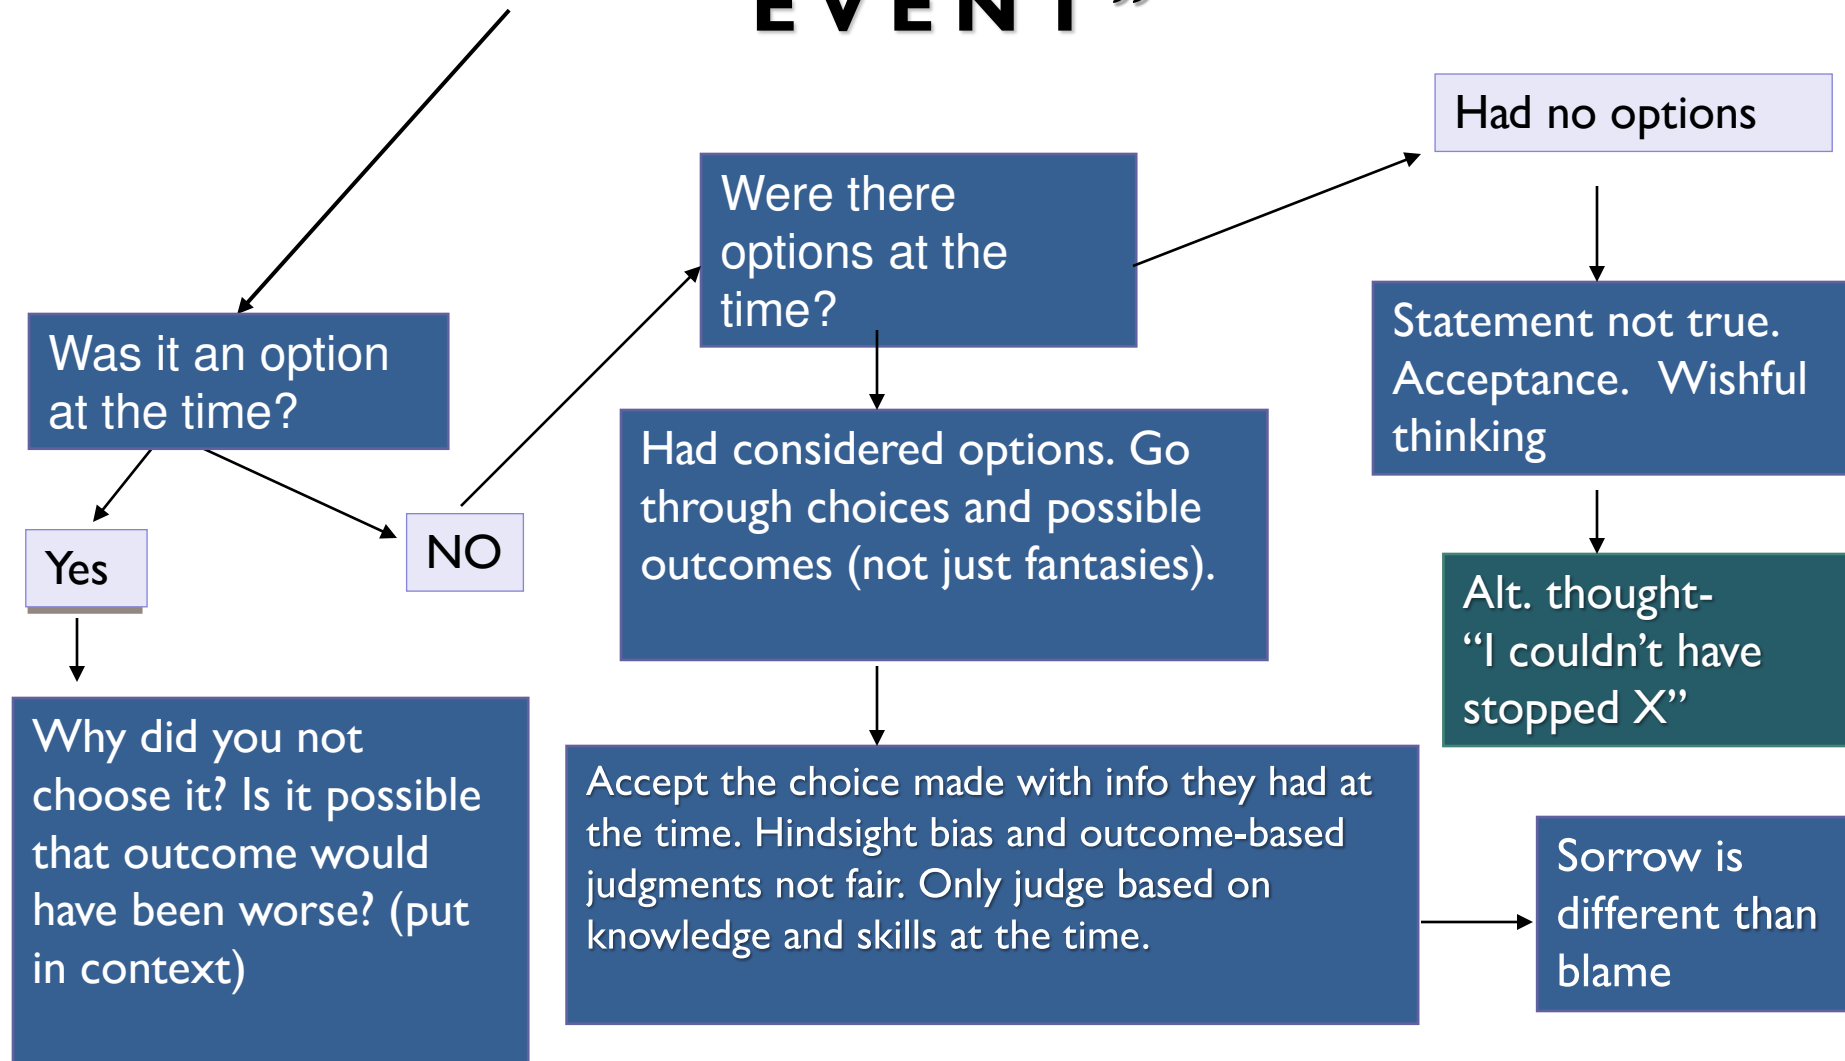 EVENT”
Had no options
Were there
options at the
time?
Statement not true.
Acceptance. Wishful
thinking
Was it an option
at the time?
Had considered options. Go
through choices and possible
outcomes (not just fantasies).
Yes
NO
Alt. thought-
“I couldn’t have
stopped X”
Why did you not
choose it? Is it possible
that outcome would
have been worse? (put
in context)
Accept the choice made with info they had at
the time. Hindsight bias and outcome-based
judgments not fair. Only judge based on
knowledge and skills at the time.
Sorrow is
different than
blame